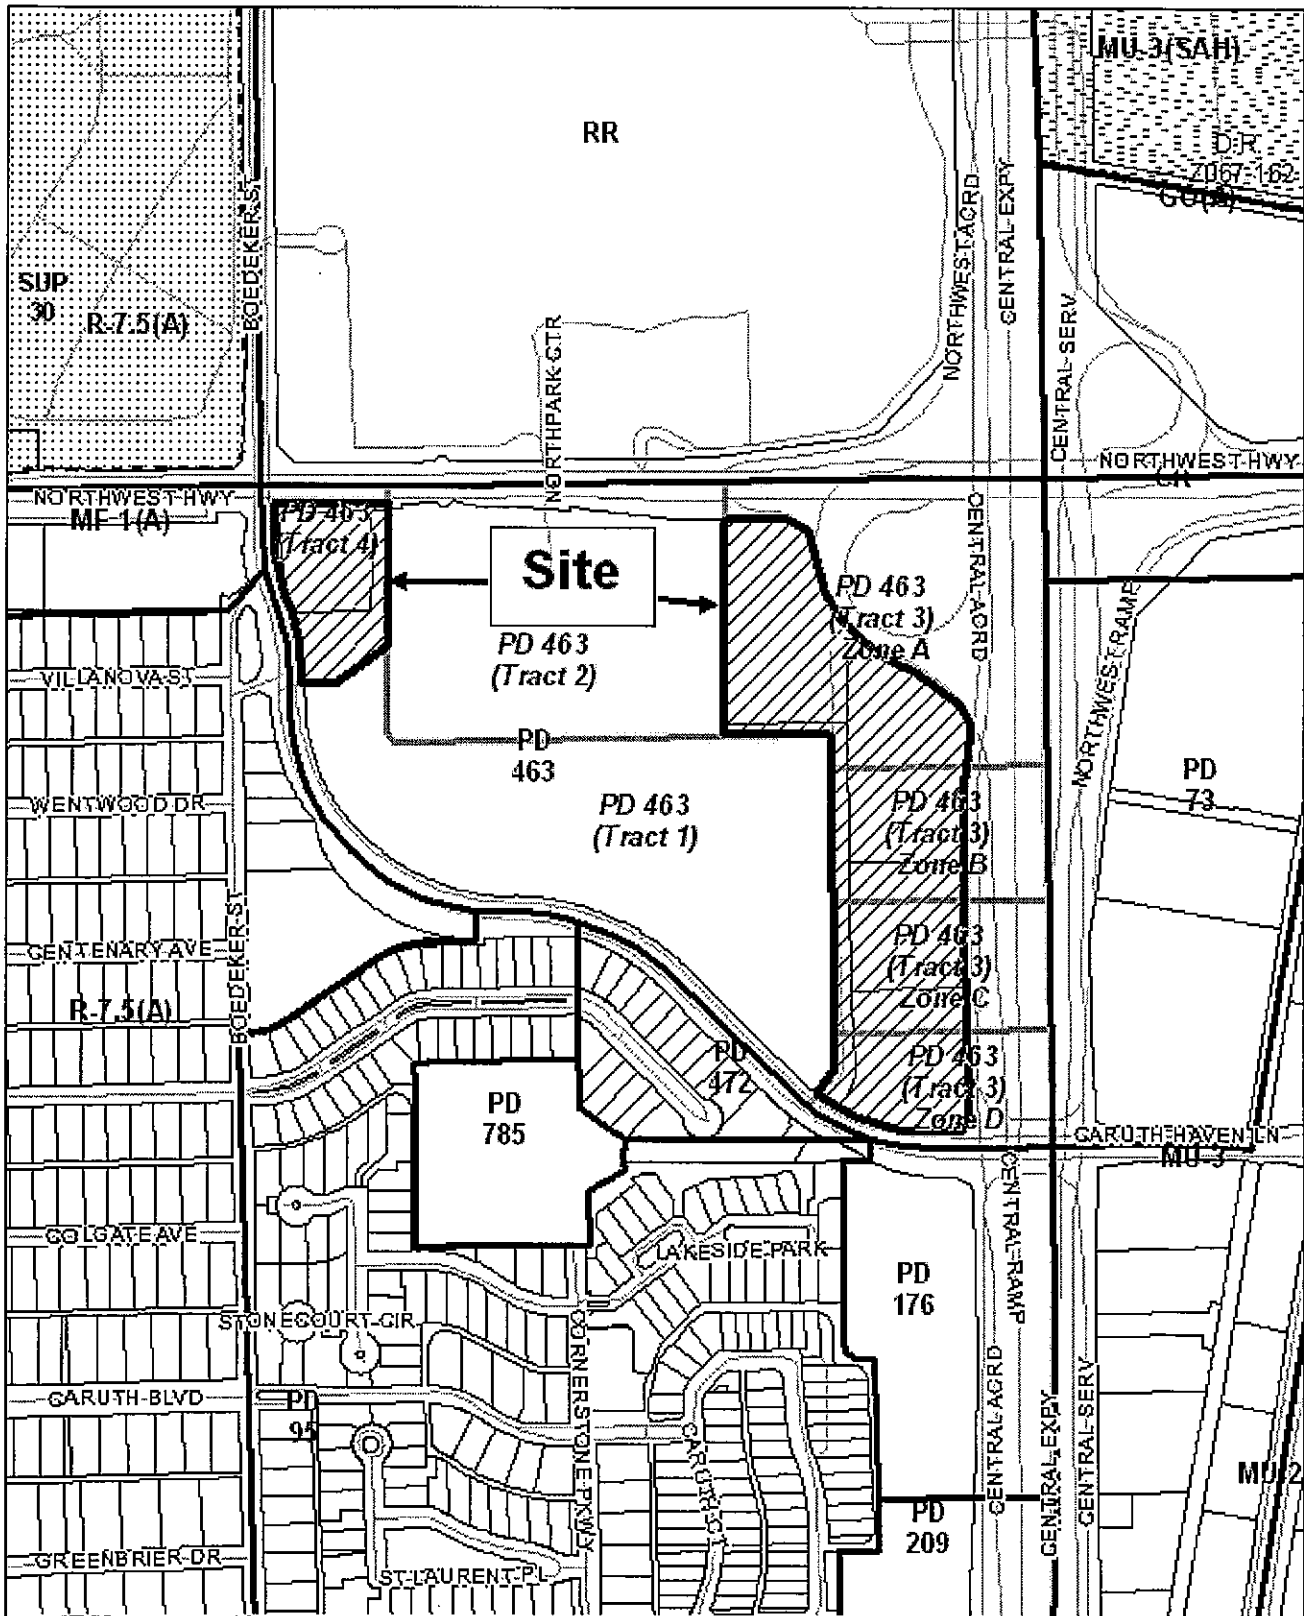 MU-3(SAH)
RR
D.R.
Z067-162
GO(A)
BOEDEKER ST
NORTHWEST ACRD
CENTRAL EXPY
SUP
30
R-7.5(A)
CENTRAL SERV
NORTHPARK CTR
NORTHWEST HWY
CR
NORTHWEST HWY
MF-1(A)
PD 463
(Tract 4)
Site
CENTRAL ACRD
PD 463
(Tract 3)
Zone A
PD 463
(Tract 2)
NORTHWEST RAMP
VILLANOVA ST
PD
463
PD
73
WENTWOOD DR
PD 463
(Tract 1)
PD 463
(Tract 3)
Zone B
BOEDEKER ST
CENTENARY AVE
PD 463
(Tract 3)
Zone C
R-7.5(A)
PD
472
PD 463
(Tract 3)
Zone D
PD
785
CARUTH HAVEN LN
MU-3
CENTRAL RAMP
COLGATE AVE
LAKESIDE PARK
PD
176
STONECOURT CIR
CORNERSTONE PKWY
CARUTH BLVD
PD
95
CARUTH CT
CENTRAL ACRD
CENTRAL EXPY
CENTRAL SERV
MU-2
PD
209
GREENBRIER DR
ST LAURENT PL